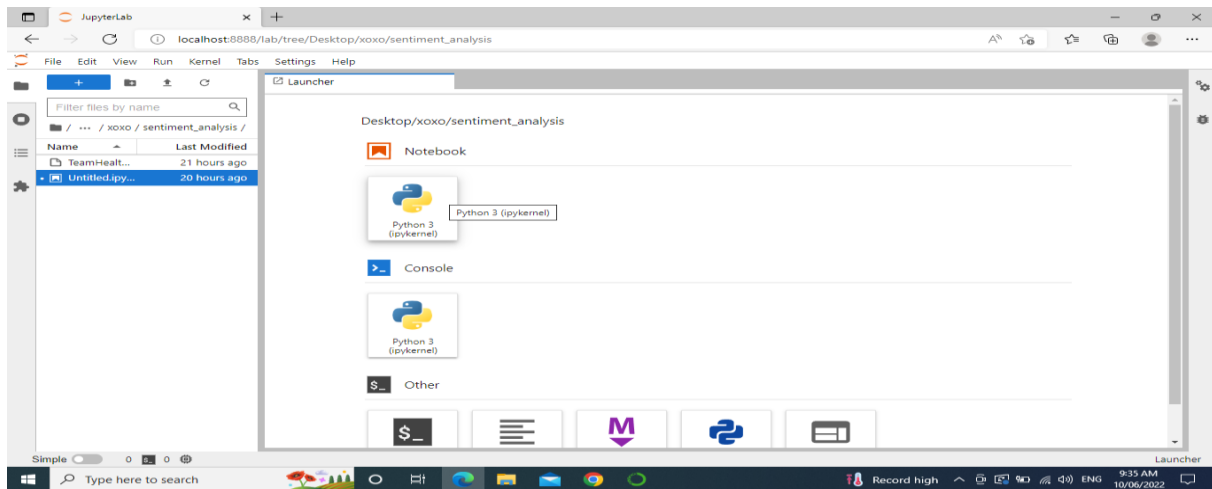 JupyterLab
localhost:8888/lab/tree/Desktop/xoxo/sentiment_analysis
File Edit View Run Kernel Tabs Settings Help
Launcher
Filter files by name
/ ··· / xoxo / sentiment_analysis /
Name Last Modified
TeamHealt... 21 hours ago
Untitled.ipy... 20 hours ago
Desktop/xoxo/sentiment_analysis
Notebook
Python 3
(ipykernel)
Python 3 (ipykernel)
>_ Console
Python 3
(ipykernel)
$_ Other
$_ M
Simple 0 $_ 0 Launcher
Type here to search Record high ENG 9:35 AM
10/06/2022